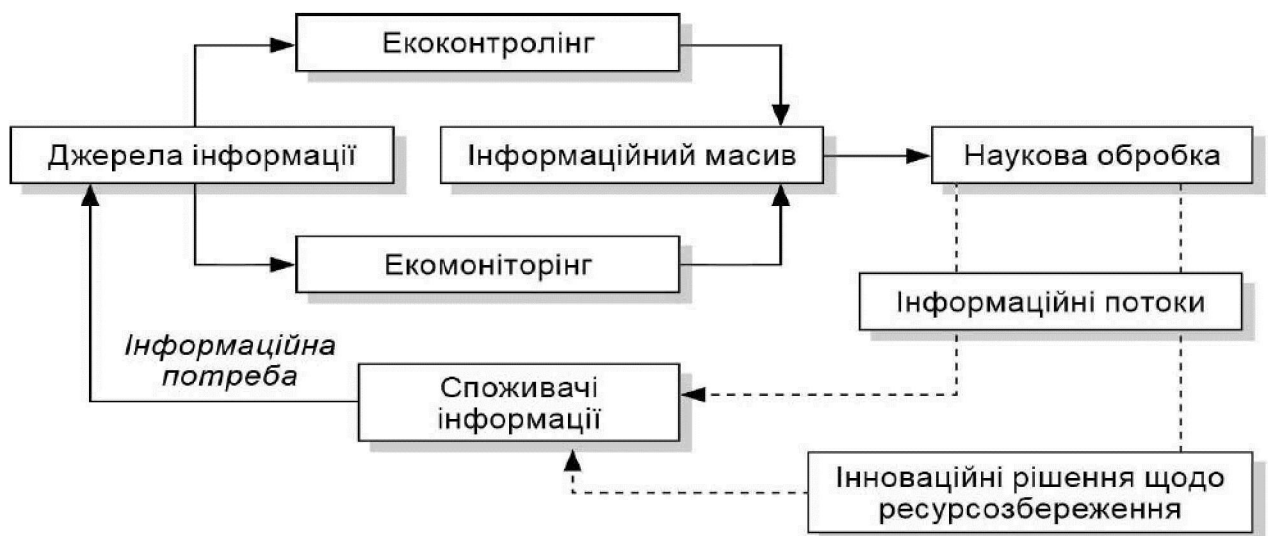 Екоконтролінг
Джерела інформації
Інформаційний масив
Наукова обробка
Екомоніторінг
Інформаційні потоки
Інформаційна
потреба
Споживачі
інформації
Інноваційні рішення щодо
ресурсозбереження